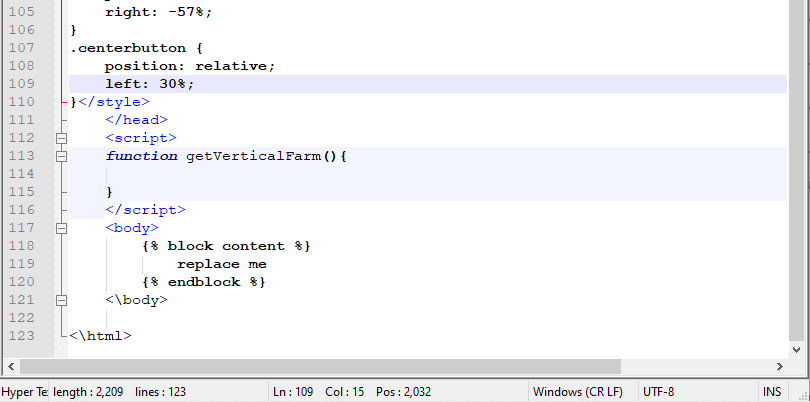 105 right: -57%;
106 }
107 .centerbutton {
108 position: relative;
109 left: 30%;
110 }</style>
111 </head>
112 <script>
113 function getVerticalFarm(){
114
115 }
116 </script>
117 <body>
118 {% block content %}
119 replace me
120 {% endblock %}
121 <\body>
122
123 <\html>
Hyper Te length : 2,209 lines : 123 Ln : 109 Col : 15 Pos : 2,032 Windows (CR LF) UTF-8 INS